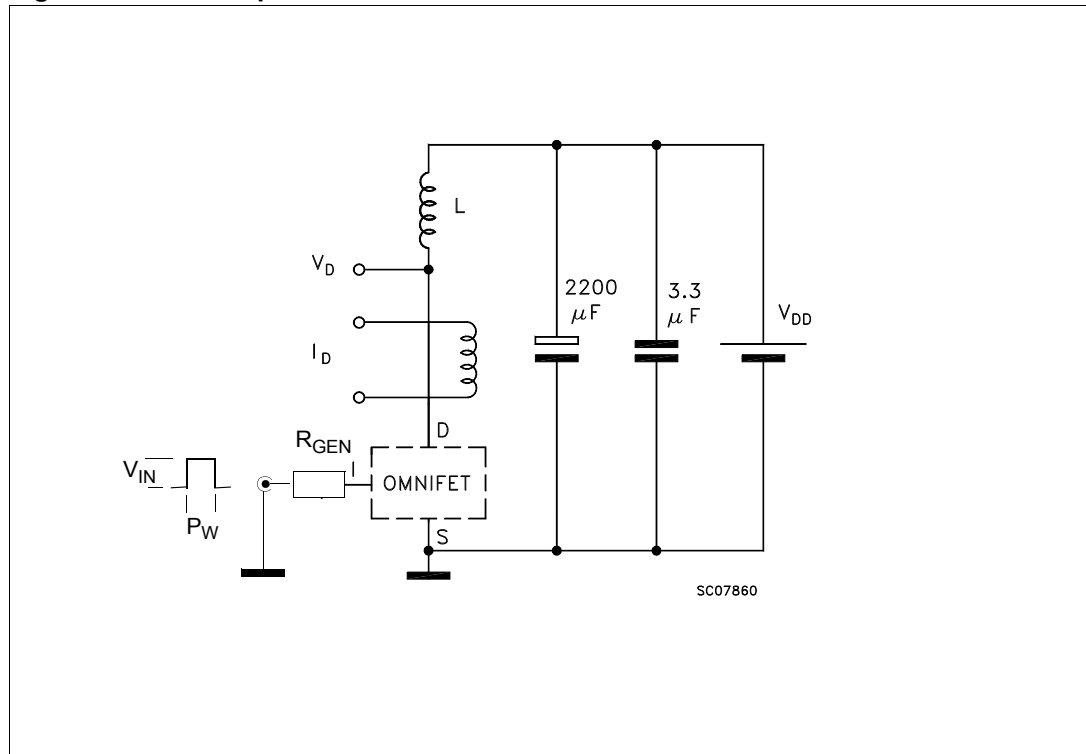 L
V_D
2200
μF
3.3
μF
V_DD
I_D
D
R_GEN
I
V_IN
OMNIFET
P_W
S
SC07860